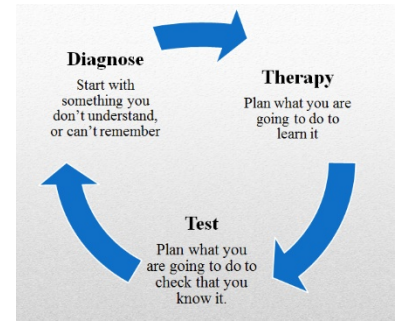 Diagnose
Start with
something you
don't understand,
or can't remember
Therapy
Plan what you are
going to do to
learn it
Test
Plan what you
are going to do to
check that you
know it.